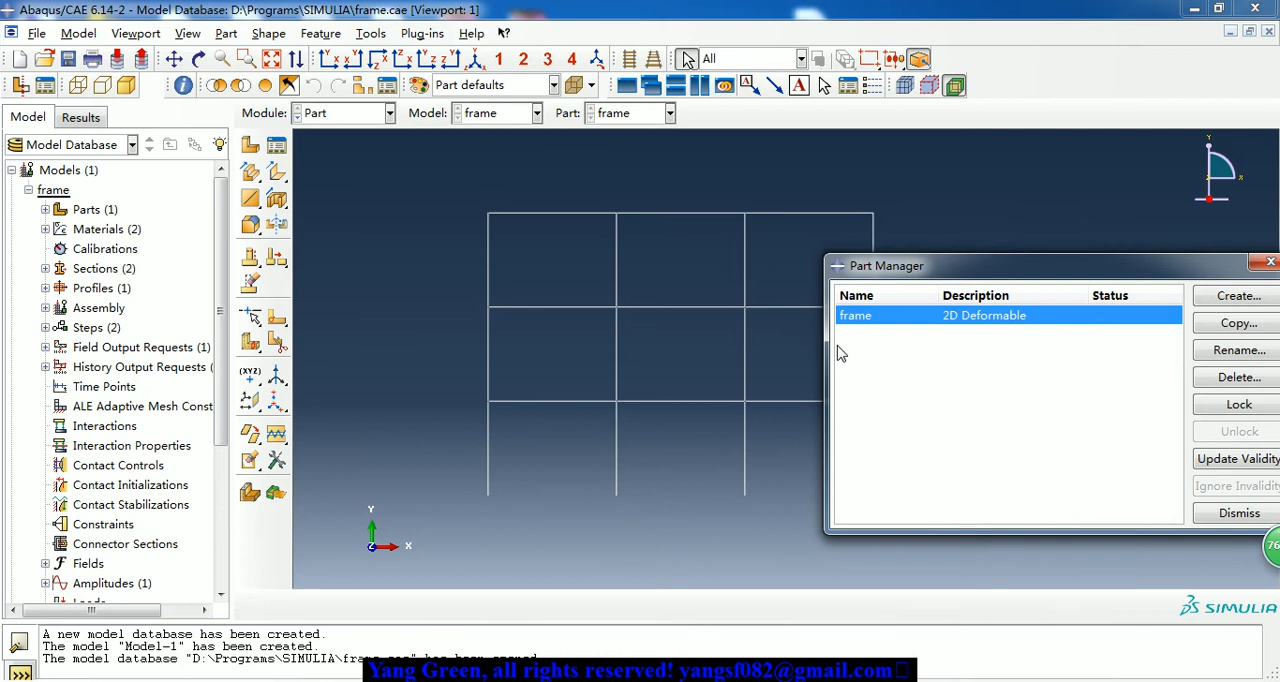 Abaqus/CAE 6.14-2 - Model Database: D:\Programs\SIMULIA\frame.cae [Viewport: 1]
File Model Viewport View Part Shape Feature Tools Plug-ins Help
1 2 3 4 All
Part defaults A
Model Results Module: Part Model: frame Part: frame
Model Database
Models (1)
frame
Parts (1)
Materials (2)
Calibrations
Sections (2)
Profiles (1)
Assembly
Steps (2)
Field Output Requests (1)
History Output Requests (
Time Points
ALE Adaptive Mesh Const
Interactions
Interaction Properties
Contact Controls
Contact Initializations
Contact Stabilizations
Constraints
Connector Sections
Fields
Amplitudes (1)
(XYZ)
Y
X
Y
X
Z
Part Manager
Name Description Status
frame 2D Deformable
Create...
Copy...
Rename...
Delete...
Lock
Unlock
Update Validity
Ignore Invalidity
Dismiss
76
SIMULIA
A new model database has been created.
The model "Model-1" has been created.
The model database "D:\Programs\SIMULIA\frame.cae" has been opened.
>>>
Yang Green, all rights reserved! yangsf082@gmail.com